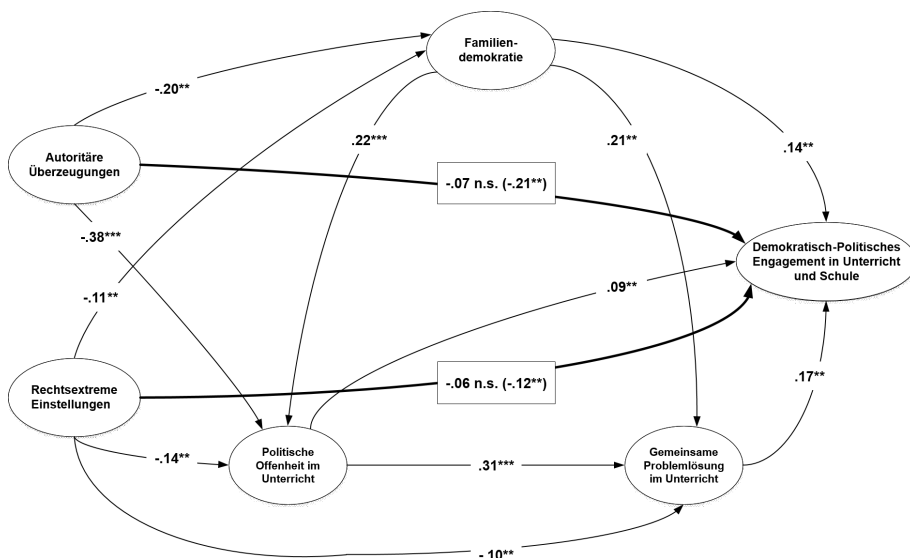 Familien-
demokratie
-.20**
.22***
.21**
.14**
Autoritäre
Überzeugungen
-.07 n.s. (-.21**)
-.38***
Demokratisch-Politisches
Engagement in Unterricht
und Schule
-.11**
.09**
Rechtsextreme
Einstellungen
-.06 n.s. (-.12**)
.17**
-.14**
Politische
Offenheit im
Unterricht
.31***
Gemeinsame
Problemlösung
im Unterricht
-.10**